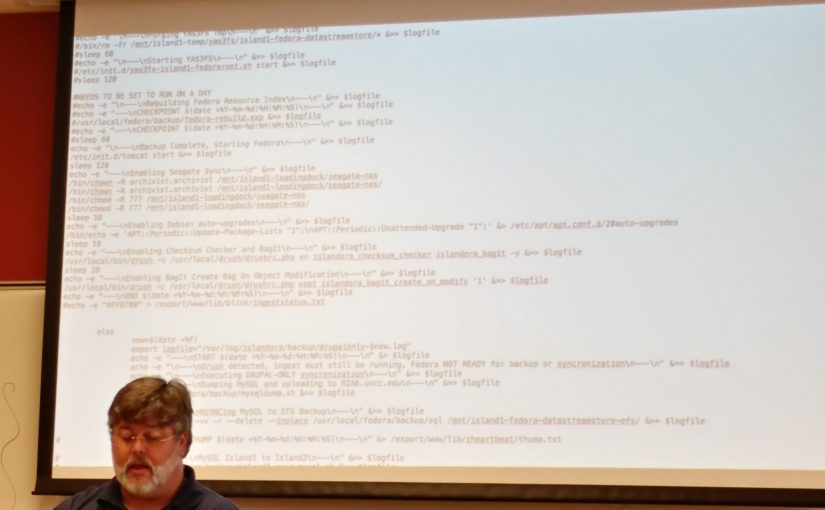 #echo -e "\n----\nPurging YAS3FS Tmp\n----\n" &>> $logfile
#/bin/rm -fr /mnt/island1-temp/yas3fs/island1-fedora-datastreamstore/* &>> $logfile
#sleep 60
#echo -e "\n----\nStarting YAS3FS\n----\n" &>> $logfile
#/etc/init.d/yas3fs-island1-fedoraroot.sh start &>> $logfile
#sleep 120
#NEEDS TO BE SET TO RUN ON A DAY
#echo -e "\n----\nRebuilding Fedora Resource Index\n----\n" &>> $logfile
#echo -e "----\nCHECKPOINT $(date +%Y-%m-%d:%H:%M:%S)\n----\n" &>> $logfile
#/usr/local/fedora/backup/fedora-rebuild.exp &>> $logfile
#echo -e "----\nCHECKPOINT $(date +%Y-%m-%d:%H:%M:%S)\n----\n" &>> $logfile
#sleep 60
echo -e "\n----\nBackup Complete, Starting Fedora\n----\n" &>> $logfile
/etc/init.d/tomcat start &>> $logfile
sleep 120
echo -e "\n----\nEnabling Seagate Sync\n----\n" &>> $logfile
/bin/chown -R archivist.archivist /mnt/island1-loadingdock/seagate-nas
/bin/chown -R archivist.archivist /mnt/island1-loadingdock/seagate-nas/
/bin/chmod -R 777 /mnt/island1-loadingdock/seagate-nas
/bin/chmod -R 777 /mnt/island1-loadingdock/seagate-nas/
sleep 10
echo -e "----\nEnabling Debian auto-upgrades\n----\n" &>> $logfile
/bin/echo -e 'APT::Periodic::Update-Package-Lists "1";\nAPT::Periodic::Unattended-Upgrade "1";' &> /etc/apt/apt.conf.d/20auto-upgrades
sleep 10
echo -e "----\nEnabling Checksum Checker and BagIt\n----\n" &>> $logfile
/usr/local/bin/drush -c /usr/local/drush/drushrc.php en islandora_checksum_checker islandora_bagit -y &>> $logfile
sleep 10
echo -e "----\nEnabling BagIt Create Bag On Object Modification\n----\n" &>> $logfile
/usr/local/bin/drush -c /usr/local/drush/drushrc.php vset islandora_bagit_create_on_modify '1' &>> $logfile
echo -e "----\nEND $(date +%Y-%m-%d:%H:%M:%S)\n----\n" &>> $logfile
#echo -e "#FFD700" > /export/www/lib/blink/ingeststatus.txt
else
now=$(date +%F)
export logfile="/var/log/islandora/backup/drupalonly-$now.log"
echo -e "----\nSTART $(date +%Y-%m-%d:%H:%M:%S)\n----\n" &>> $logfile
echo -e "----\nDrush detected, ingest must still be running, Fedora NOT READY for backup or syncronization\n----\n" &>> $logfile
\nExecuting DRUPAL-ONLY syncronization\n----\n" &>> $logfile
\nDumping MySQL and uploading to R2A6.uncc.edu\n----\n" &>> $logfile
/backup/mysqldump.sh &>> $logfile
\nRSYNCing MySQL to EFS Backup\n----\n" &>> $logfile
-vv -r --delete --inplace /usr/local/fedora/backup/sql /mnt/island1-fedora-datastreamstore-efs/ &>> $logfile
# THUMP $(date +%Y-%m-%d:%H:%M:%S)\n----\n" &> /export/www/lib/zheartbeat/thump.txt
# \nMySQL Island1 to Island2\n----\n" &>> $logfile